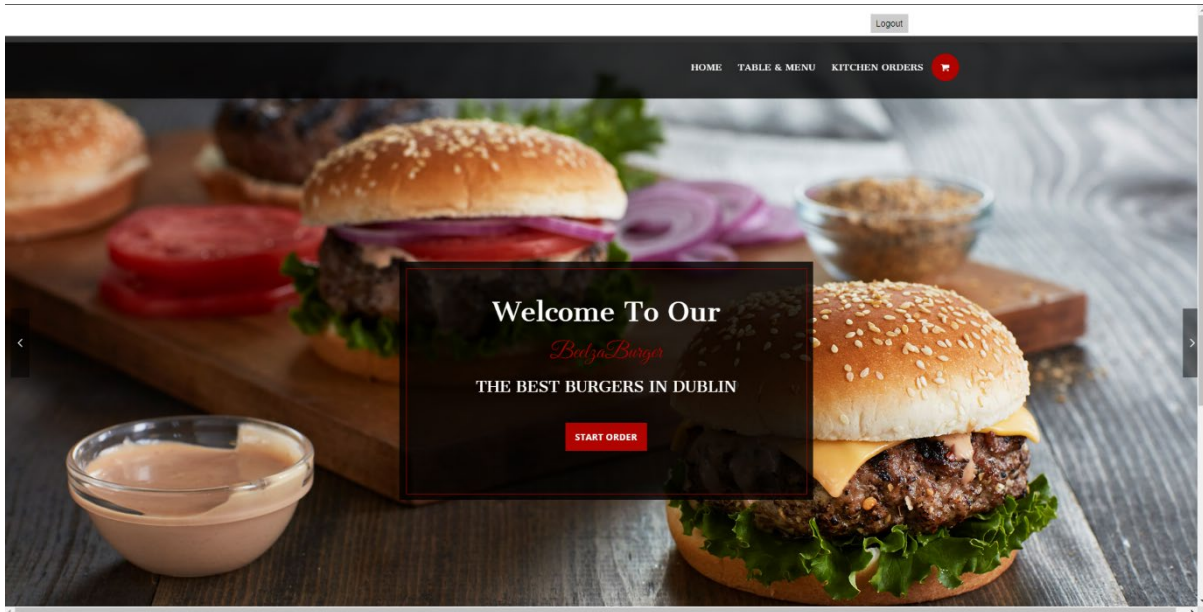 Logout
HOME TABLE & MENU KITCHEN ORDERS
Welcome To Our
BeelzaBurger
THE BEST BURGERS IN DUBLIN
START ORDER